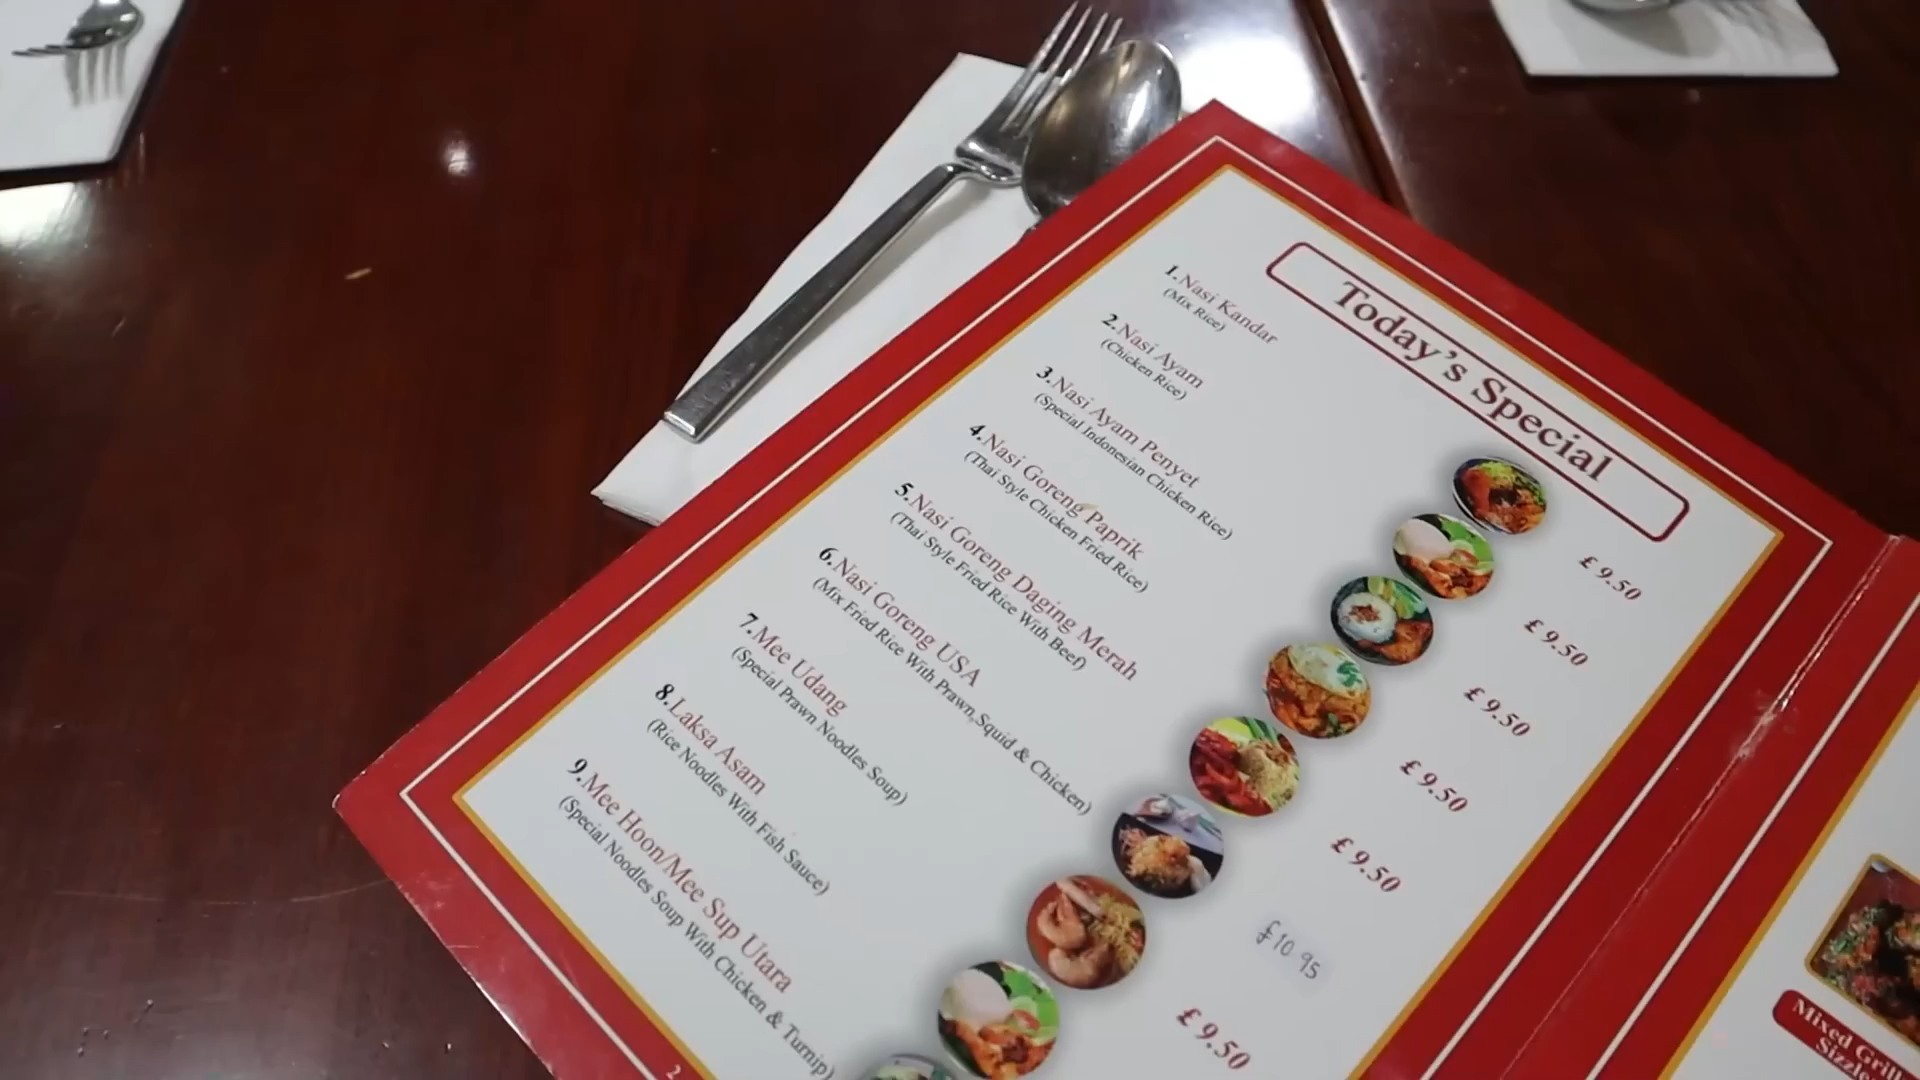 Today's Special
1.Nasi Kandar
(Mix Rice)
£ 9.50
2.Nasi Ayam
(Chicken Rice)
£ 9.50
3.Nasi Ayam Penyet
(Special Indonesian Chicken Rice)
£ 9.50
4.Nasi Goreng Paprik
(Thai Style Chicken Fried Rice)
£ 9.50
5.Nasi Goreng Daging Merah
(Thai Style Fried Rice With Beef)
£ 9.50
6.Nasi Goreng USA
(Mix Fried Rice With Prawn,Squid & Chicken)
£10 95
7.Mee Udang
(Special Prawn Noodles Soup)
£ 9.50
8.Laksa Asam
(Rice Noodles With Fish Sauce)
9.Mee Hoon/Mee Sup Utara
(Special Noodles Soup With Chicken & Turnip)
2
Mixed Grill